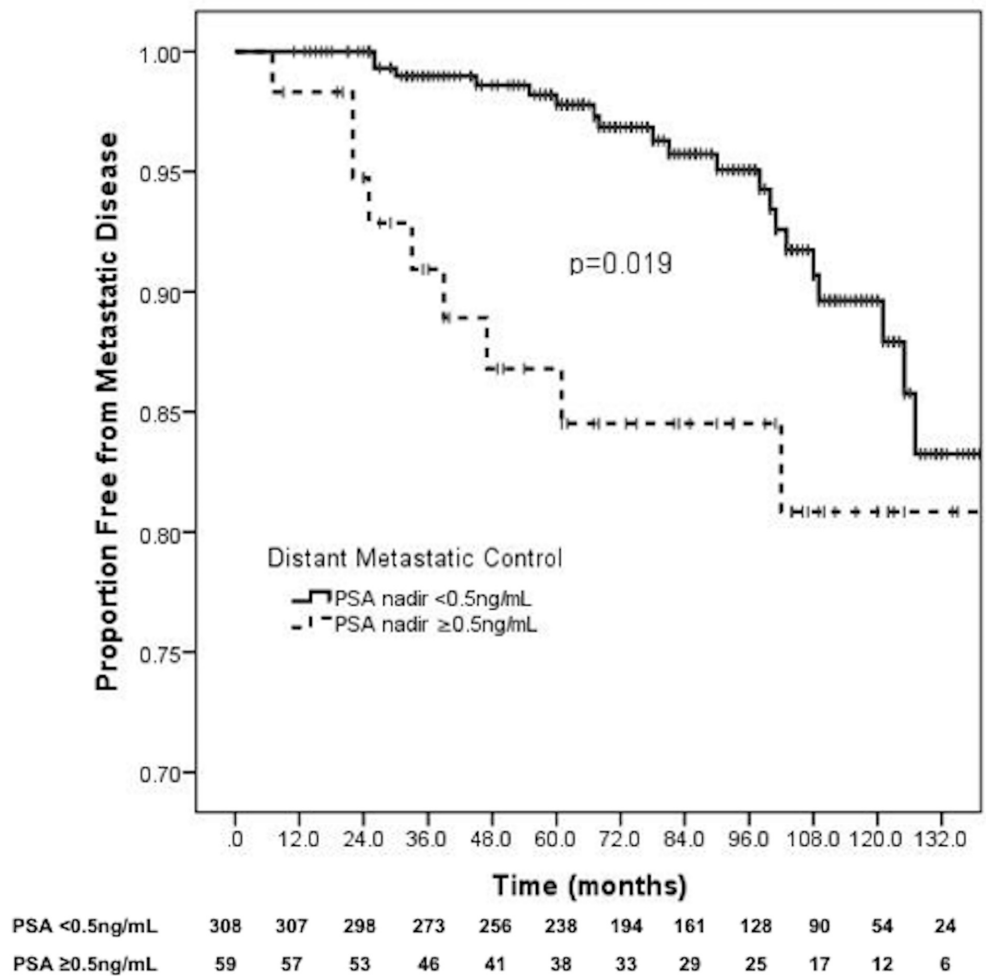 Proportion Free from Metastatic Disease
1.00
0.95
0.90
0.85
0.80
0.75
0.70
p=0.019
Distant Metastatic Control
PSA nadir <0.5ng/mL
PSA nadir ≥0.5ng/mL
.0 12.0 24.0 36.0 48.0 60.0 72.0 84.0 96.0 108.0 120.0 132.0
Time (months)
PSA <0.5ng/mL 308 307 298 273 256 238 194 161 128 90 54 24
PSA ≥0.5ng/mL 59 57 53 46 41 38 33 29 25 17 12 6